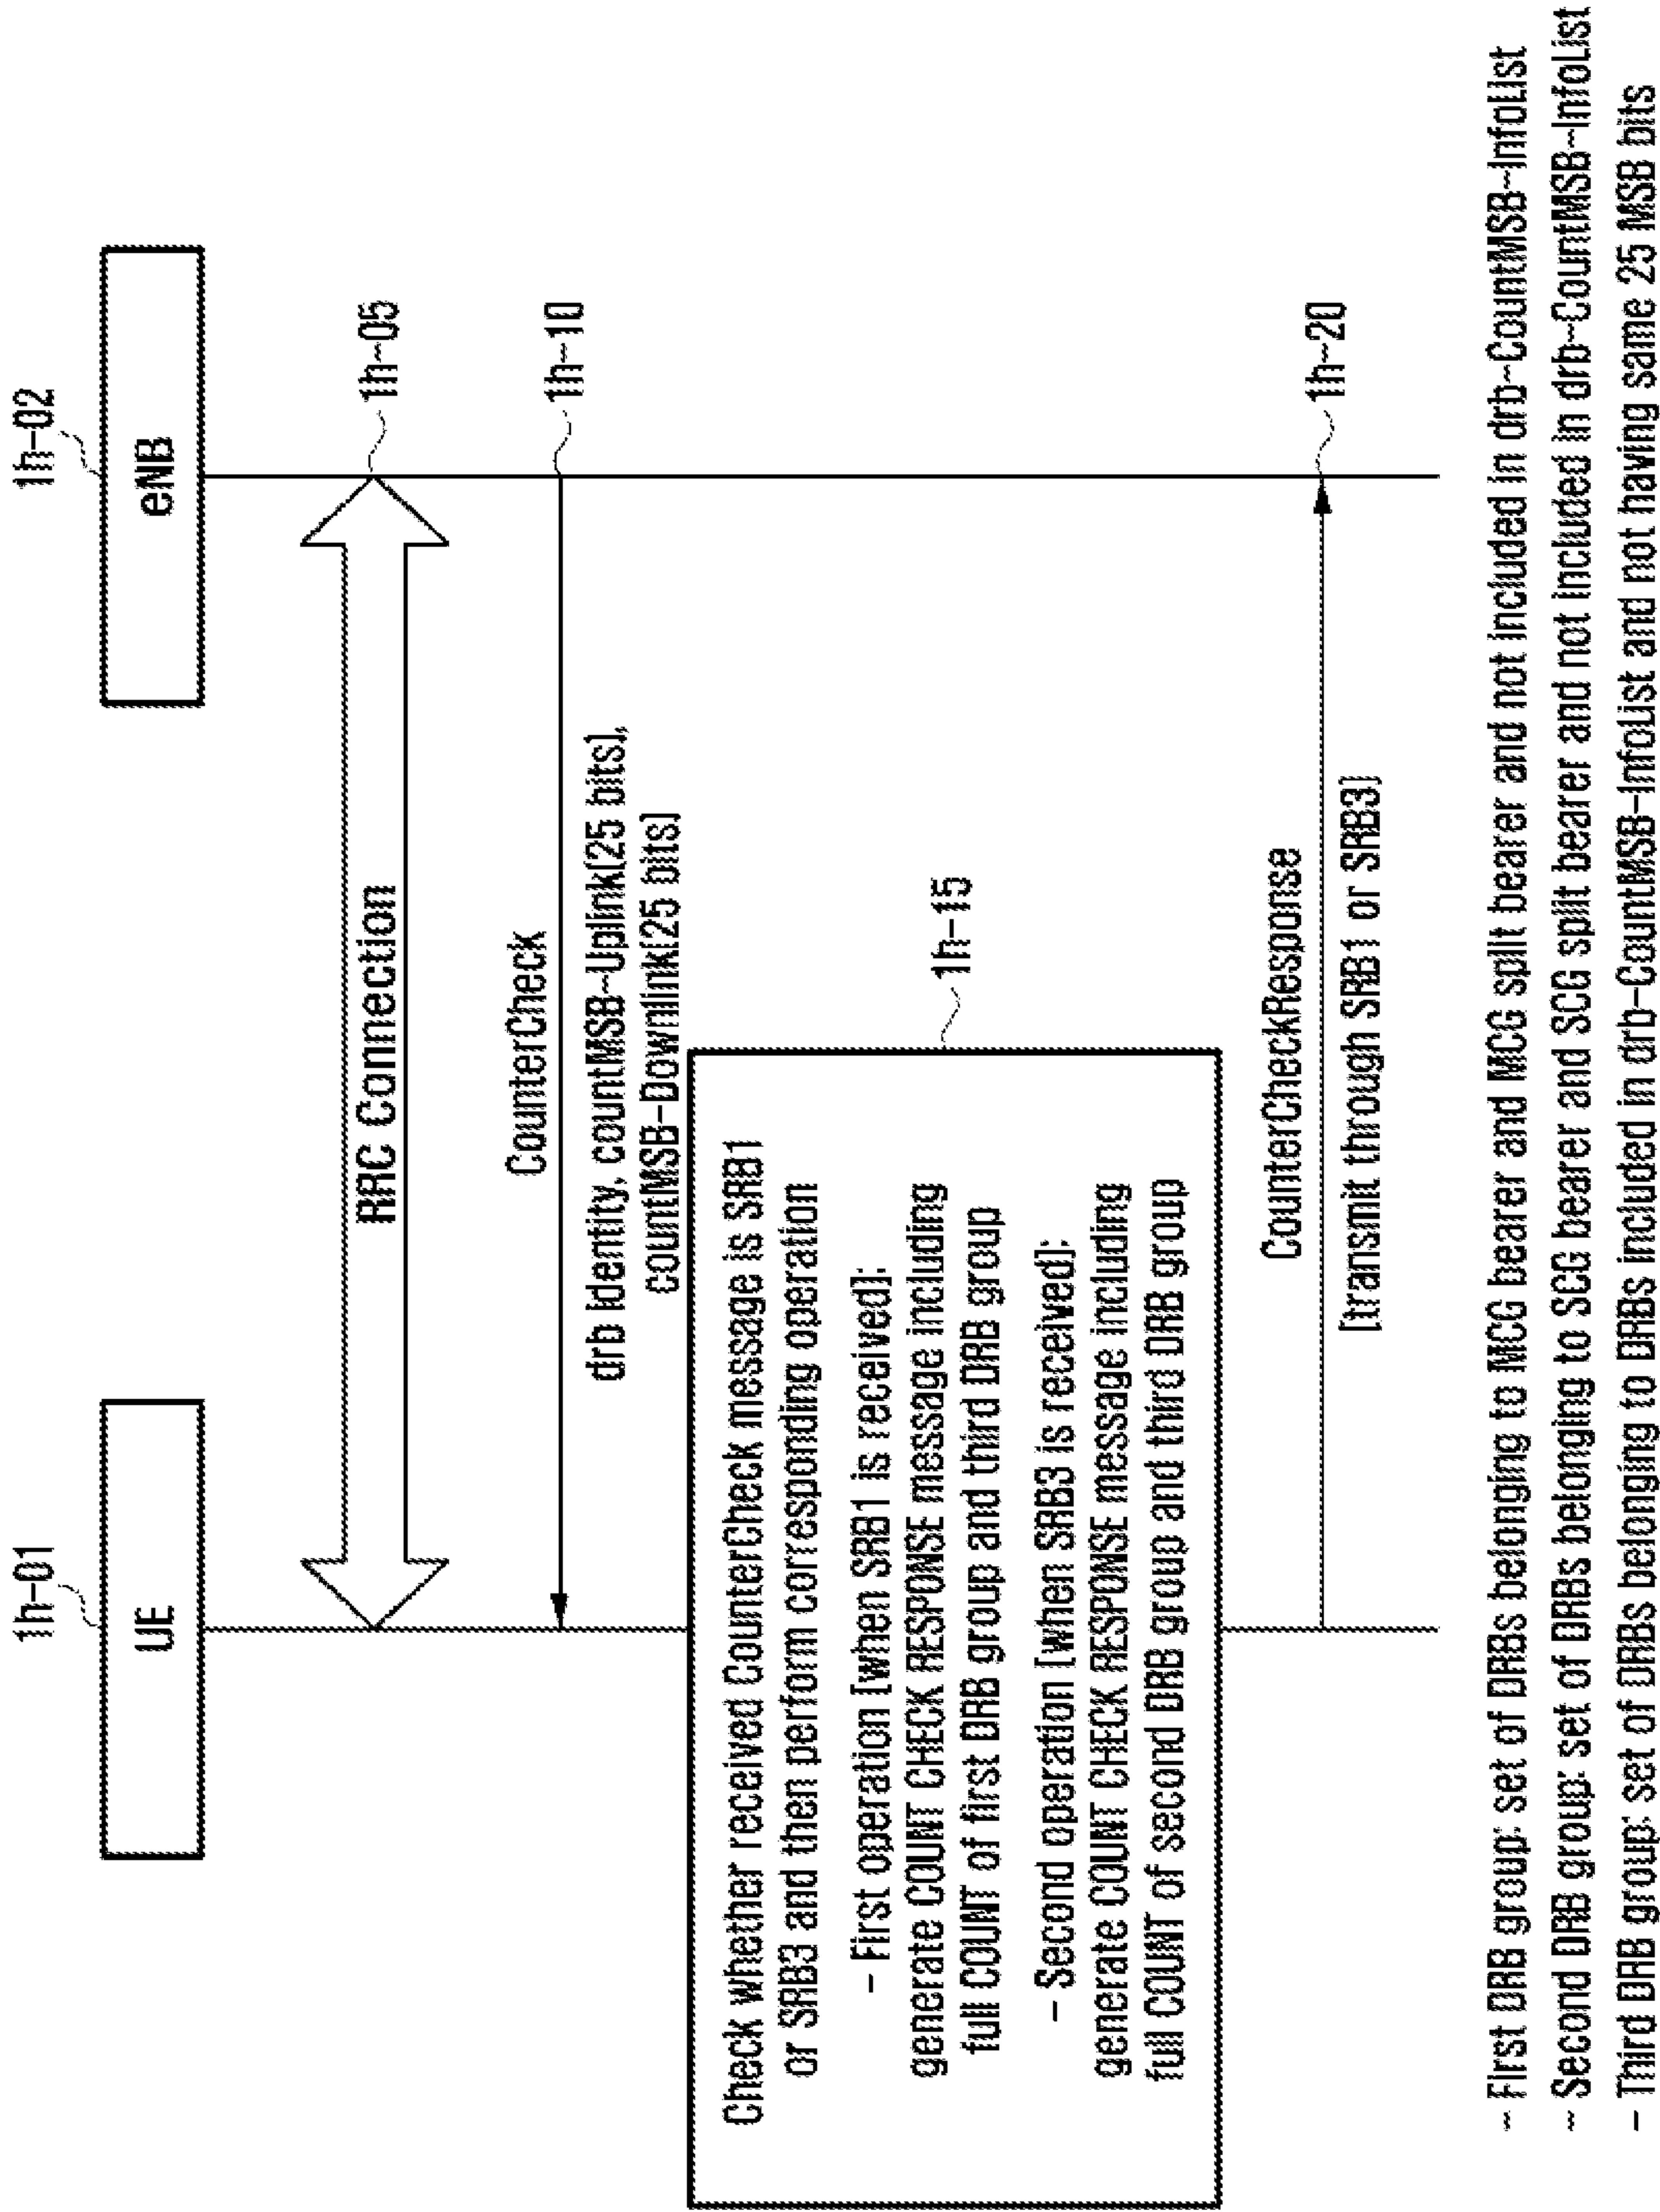 1h-01
1h-02
UE
eNB
RRC Connection
1h-05
CounterCheck
1h-10
drb Identity, countMSB-Uplink(25 bits),
countMSB-Downlink(25 bits)
1h-15
Check whether received CounterCheck message is SRB1
or SRB3 and then perform corresponding operation
- First operation [when SRB1 is received]:
generate COUNT CHECK RESPONSE message including
full COUNT of first DRB group and third DRB group
- Second operation [when SRB3 is received]:
generate COUNT CHECK RESPONSE message including
full COUNT of second DRB group and third DRB group
CounterCheckResponse
[transmit through SRB1 or SRB3]
1h-20
- First DRB group: set of DRBs belonging to MCG bearer and MCG split bearer and not included in drb-CountMSB-InfoList
- Second DRB group: set of DRBs belonging to SCG bearer and SCG split bearer and not included in drb-CountMSB-InfoList
- Third DRB group: set of DRBs belonging to DRBs included in drb-CountMSB-InfoList and not having same 25 MSB bits